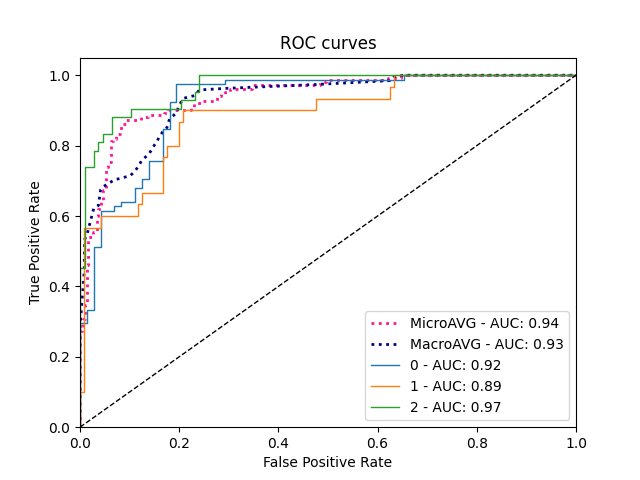 ROC curves
1.0
0.8
0.6
0.4
0.2
0.0
True Positive Rate
MicroAVG - AUC: 0.94
MacroAVG - AUC: 0.93
0 - AUC: 0.92
1 - AUC: 0.89
2 - AUC: 0.97
0.0 0.2 0.4 0.6 0.8 1.0
False Positive Rate